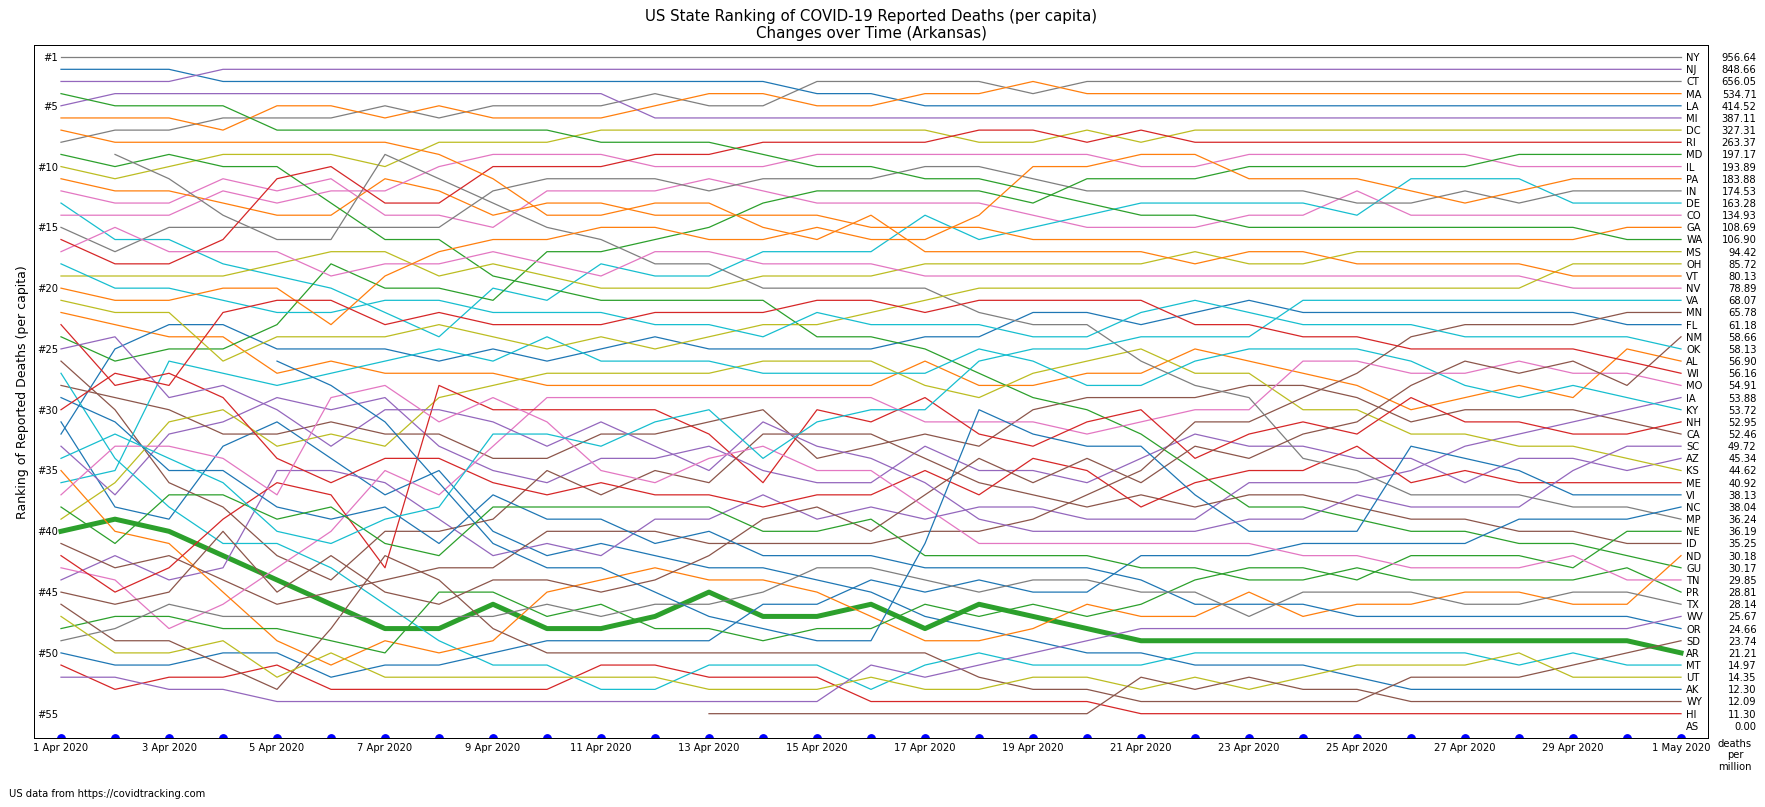 US State Ranking of COVID-19 Reported Deaths (per capita)
Changes over Time (Arkansas)
Ranking of Reported Deaths (per capita)
#1
#5
#10
#15
#20
#25
#30
#35
#40
#45
#50
#55
NY 956.64
NJ 848.66
CT 656.05
MA 534.71
LA 414.52
MI 387.11
DC 327.31
RI 263.37
MD 197.17
IL 193.89
PA 183.88
IN 174.53
DE 163.28
CO 134.93
GA 108.69
WA 106.90
MS 94.42
OH 85.72
VT 80.13
NV 78.89
VA 68.07
MN 65.78
FL 61.18
NM 58.66
OK 58.13
AL 56.90
WI 56.16
MO 54.91
IA 53.88
KY 53.72
NH 52.95
CA 52.46
SC 49.72
AZ 45.34
KS 44.62
ME 40.92
VI 38.13
NC 38.04
MP 36.24
NE 36.19
ID 35.25
ND 30.18
GU 30.17
TN 29.85
PR 28.81
TX 28.14
WV 25.67
OR 24.66
SD 23.74
AR 21.21
MT 14.97
UT 14.35
AK 12.30
WY 12.09
HI 11.30
AS 0.00
1 Apr 2020 3 Apr 2020 5 Apr 2020 7 Apr 2020 9 Apr 2020 11 Apr 2020 13 Apr 2020 15 Apr 2020 17 Apr 2020 19 Apr 2020 21 Apr 2020 23 Apr 2020 25 Apr 2020 27 Apr 2020 29 Apr 2020 1 May 2020
deaths
per
million
US data from https://covidtracking.com